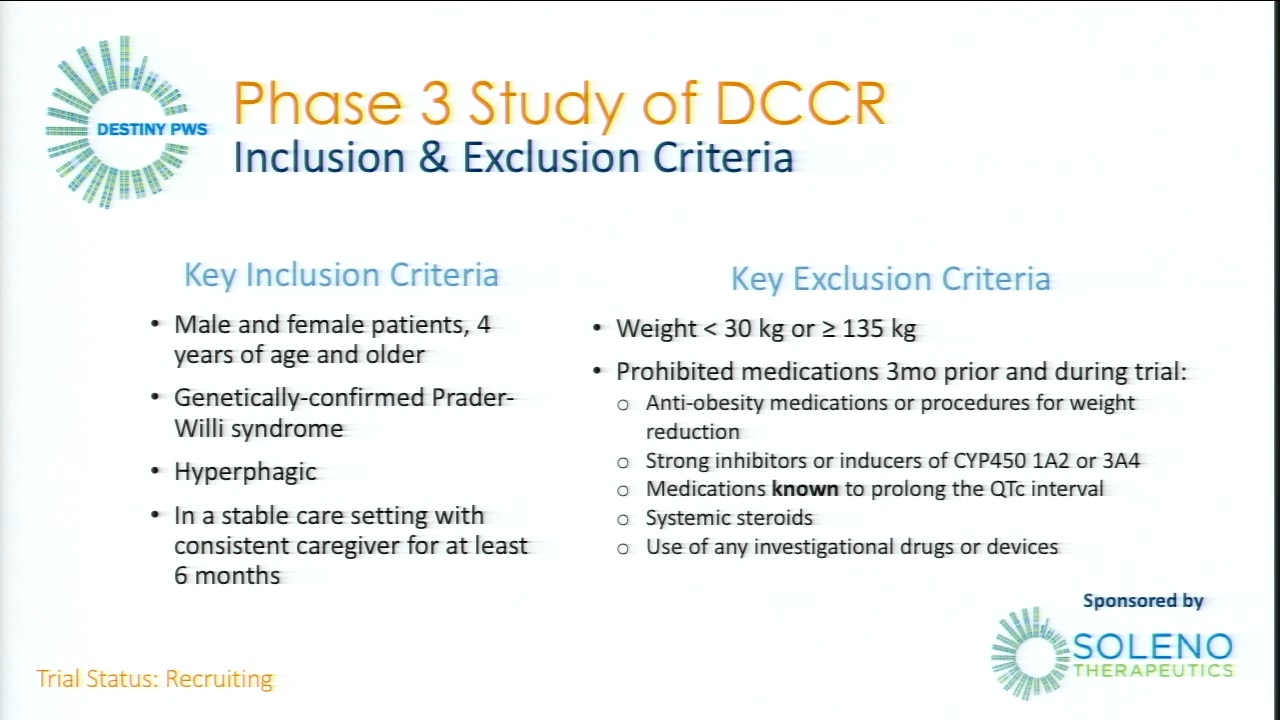 DESTINY PWS
Phase 3 Study of DCCR
Inclusion & Exclusion Criteria
Key Inclusion Criteria
• Male and female patients, 4
years of age and older
• Genetically-confirmed Prader-
Willi syndrome
• Hyperphagic
• In a stable care setting with
consistent caregiver for at least
6 months
Key Exclusion Criteria
• Weight < 30 kg or ≥ 135 kg
• Prohibited medications 3mo prior and during trial:
o Anti-obesity medications or procedures for weight
reduction
o Strong inhibitors or inducers of CYP450 1A2 or 3A4
o Medications known to prolong the QTc interval
o Systemic steroids
o Use of any investigational drugs or devices
Sponsored by
SOLENO
THERAPEUTICS
Trial Status: Recruiting